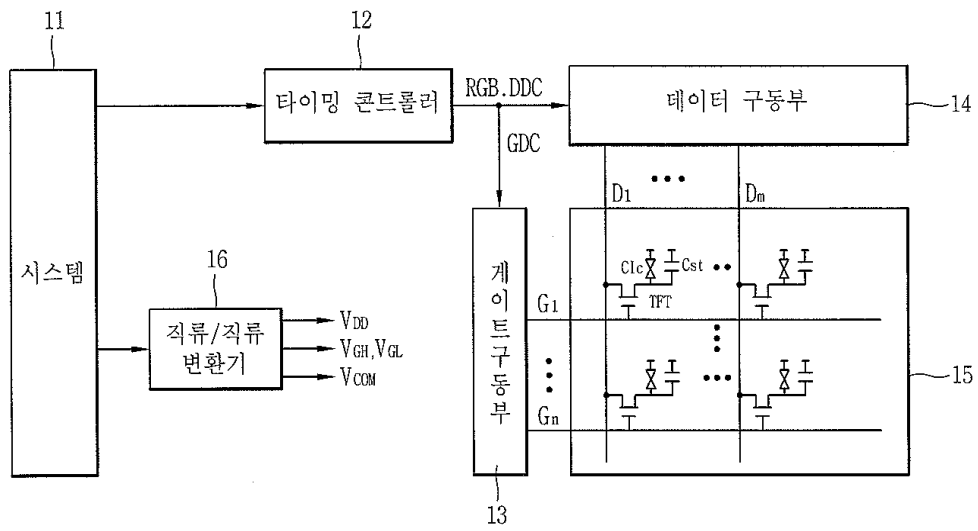 11
12
타이밍 콘트롤러
RGB.DDC
데이터 구동부
14
GDC
D1
Dm
시스템
16
직류/직류
변환기
VDD
VGH,VGL
VCOM
게이트구동부
13
Clc
Cst
TFT
G1
Gn
15